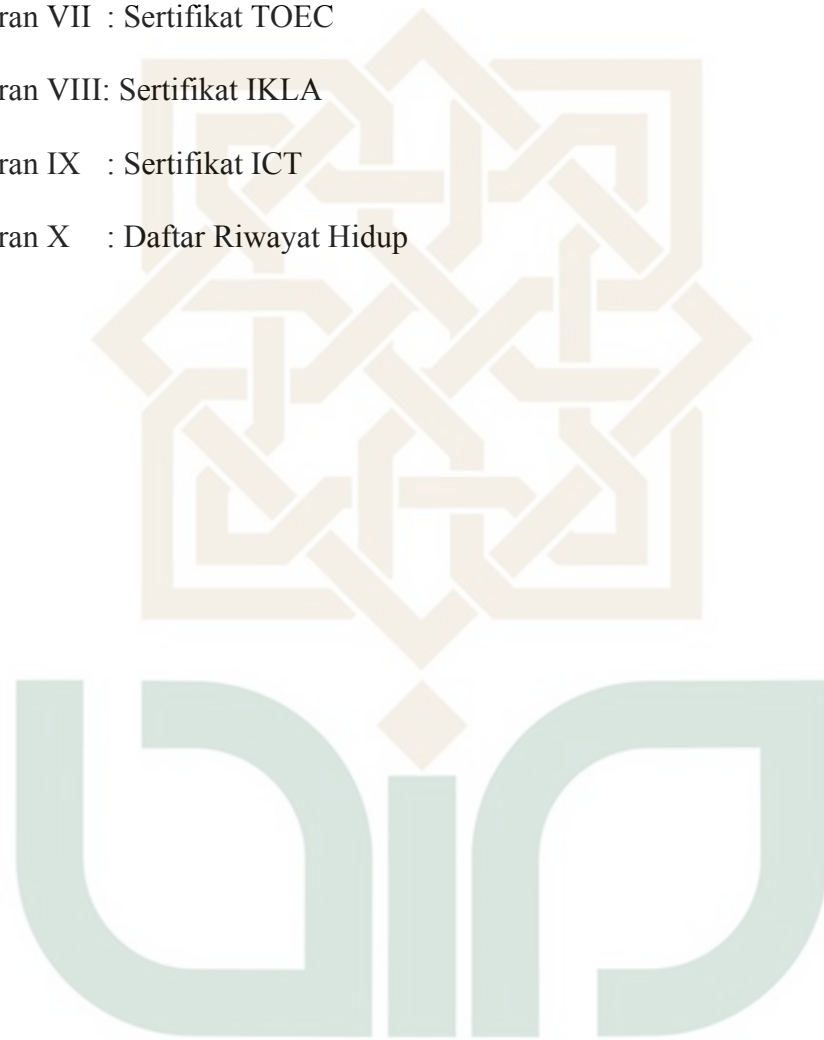 ran VII : Sertifikat TOEC
ran VIII: Sertifikat IKLA
ran IX : Sertifikat ICT
ran X : Daftar Riwayat Hidup